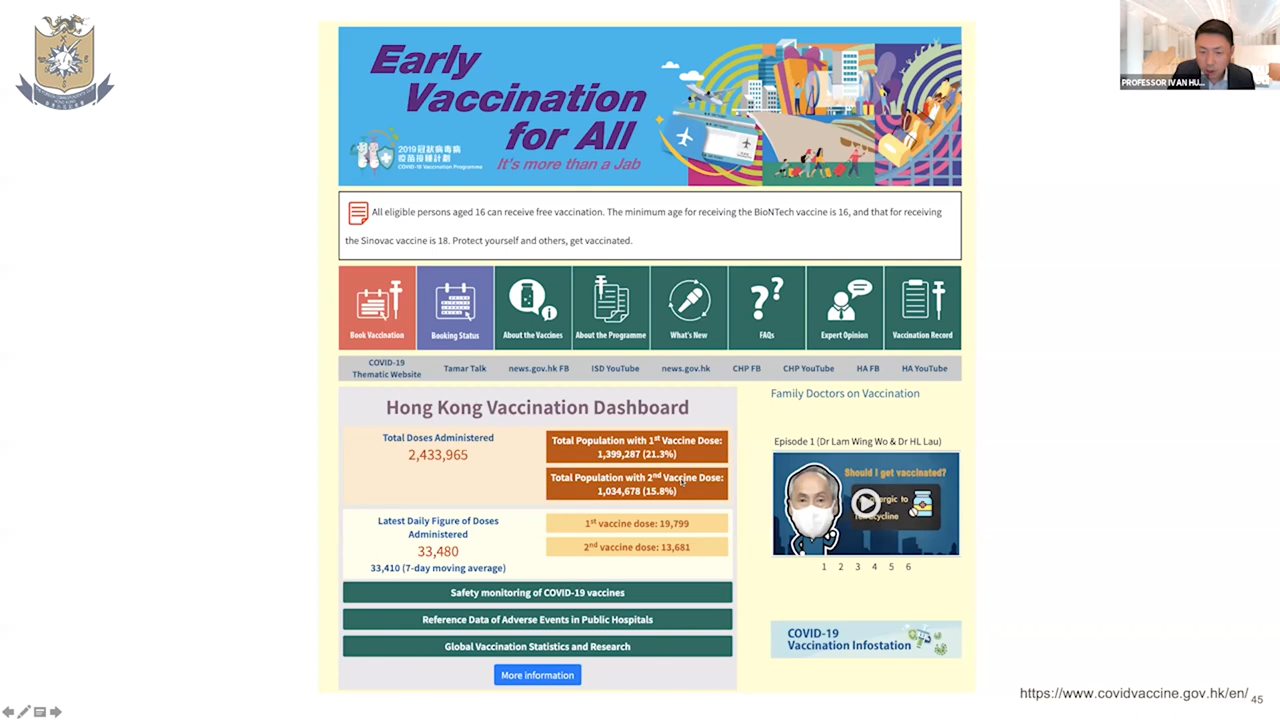 PROFESSOR IVAN HU...
Early
Vaccination
for All
It's more than a Jab
2019冠狀病毒病
疫苗接種計劃
COVID-19 Vaccination Programme
All eligible persons aged 16 can receive free vaccination. The minimum age for receiving the BioNTech vaccine is 16, and that for receiving
the Sinovac vaccine is 18. Protect yourself and others, get vaccinated.
Book Vaccination
Booking Status
About the Vaccines
About the Programme
What's New
FAQs
Expert Opinion
Vaccination Record
COVID-19
Thematic Website
Tamar Talk
news.gov.hk FB
ISD YouTube
news.gov.hk
CHP FB
CHP YouTube
HA FB
HA YouTube
Hong Kong Vaccination Dashboard
Total Doses Administered
2,433,965
Total Population with 1st Vaccine Dose:
1,399,287 (21.3%)
Total Population with 2nd Vaccine Dose:
1,034,678 (15.8%)
Latest Daily Figure of Doses
Administered
33,480
33,410 (7-day moving average)
1st vaccine dose: 19,799
2nd vaccine dose: 13,681
Safety monitoring of COVID-19 vaccines
Reference Data of Adverse Events in Public Hospitals
Global Vaccination Statistics and Research
More information
Family Doctors on Vaccination
Episode 1 (Dr Lam Wing Wo & Dr HL Lau)
Should I get vaccinated?
1 2 3 4 5 6
COVID-19
Vaccination Infostation
https://www.covidvaccine.gov.hk/en/
45